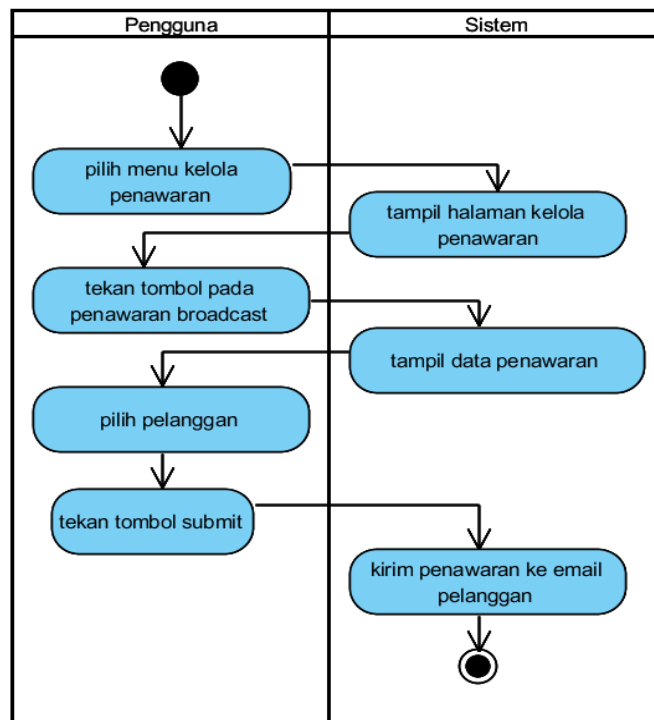 Pengguna
Sistem
pilih menu kelola
penawaran
tampil halaman kelola
penawaran
tekan tombol pada
penawaran broadcast
tampil data penawaran
pilih pelanggan
tekan tombol submit
kirim penawaran ke email
pelanggan